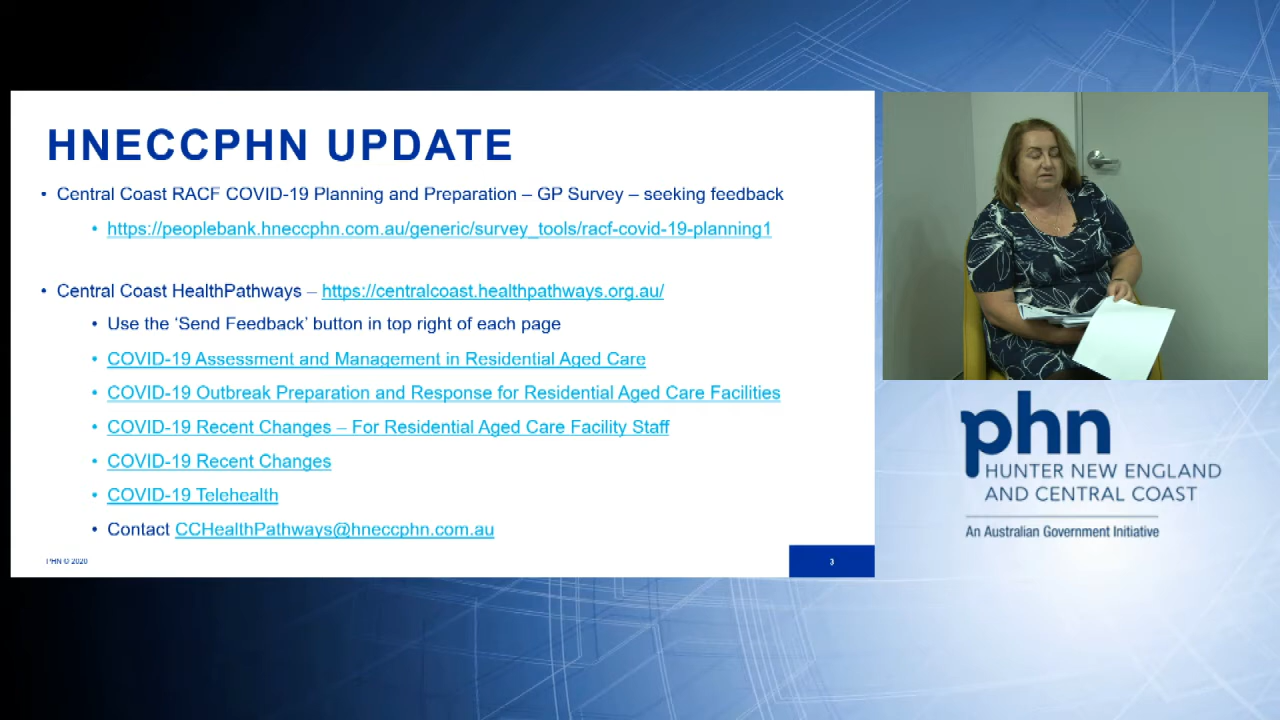 HNECCPHN UPDATE
• Central Coast RACF COVID-19 Planning and Preparation – GP Survey – seeking feedback
• https://peoplebank.hneccphn.com.au/generic/survey_tools/racf-covid-19-planning1
• Central Coast HealthPathways – https://centralcoast.healthpathways.org.au/
• Use the ‘Send Feedback’ button in top right of each page
• COVID-19 Assessment and Management in Residential Aged Care
• COVID-19 Outbreak Preparation and Response for Residential Aged Care Facilities
• COVID-19 Recent Changes – For Residential Aged Care Facility Staff
• COVID-19 Recent Changes
• COVID-19 Telehealth
• Contact CCHealthPathways@hneccphn.com.au
PHN © 2020
3
phn
HUNTER NEW ENGLAND
AND CENTRAL COAST
An Australian Government Initiative